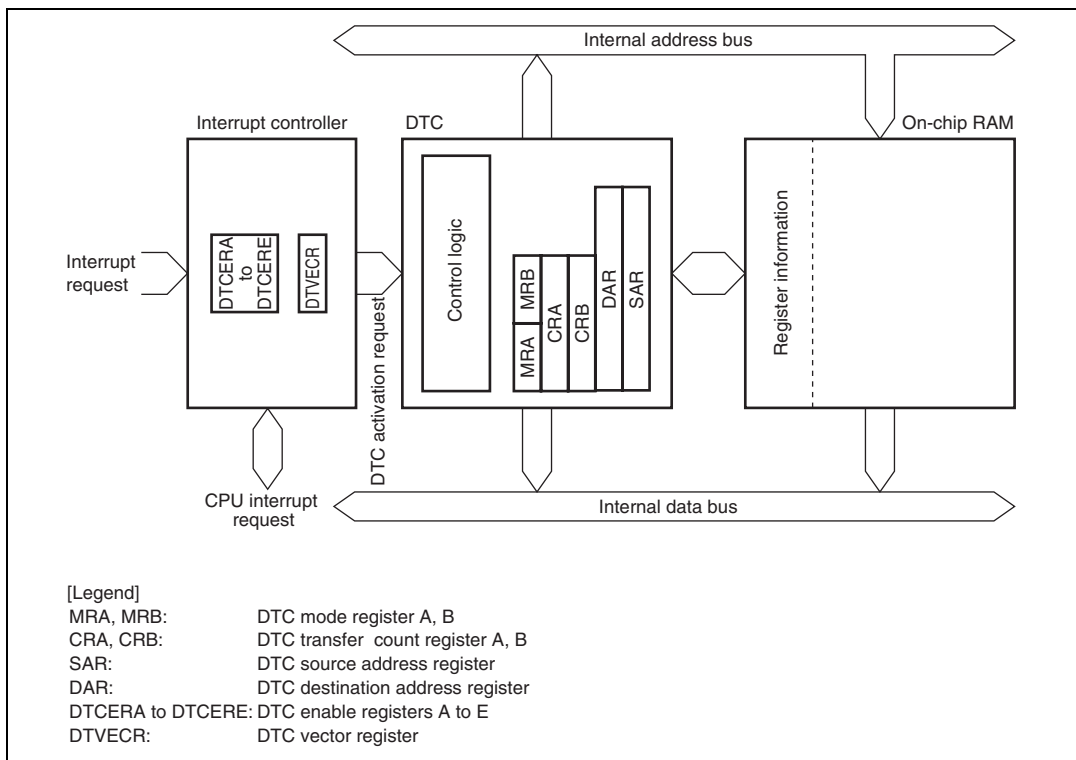 Internal address bus
Interrupt controller
DTC
On-chip RAM
Interrupt
request
DTCERA
to
DTCERE
DTVECR
DTC activation request
Control logic
MRA
MRB
CRA
CRB
DAR
SAR
Register information
CPU interrupt
request
Internal data bus
[Legend]
MRA, MRB: DTC mode register A, B
CRA, CRB: DTC transfer count register A, B
SAR: DTC source address register
DAR: DTC destination address register
DTCERA to DTCERE: DTC enable registers A to E
DTVECR: DTC vector register